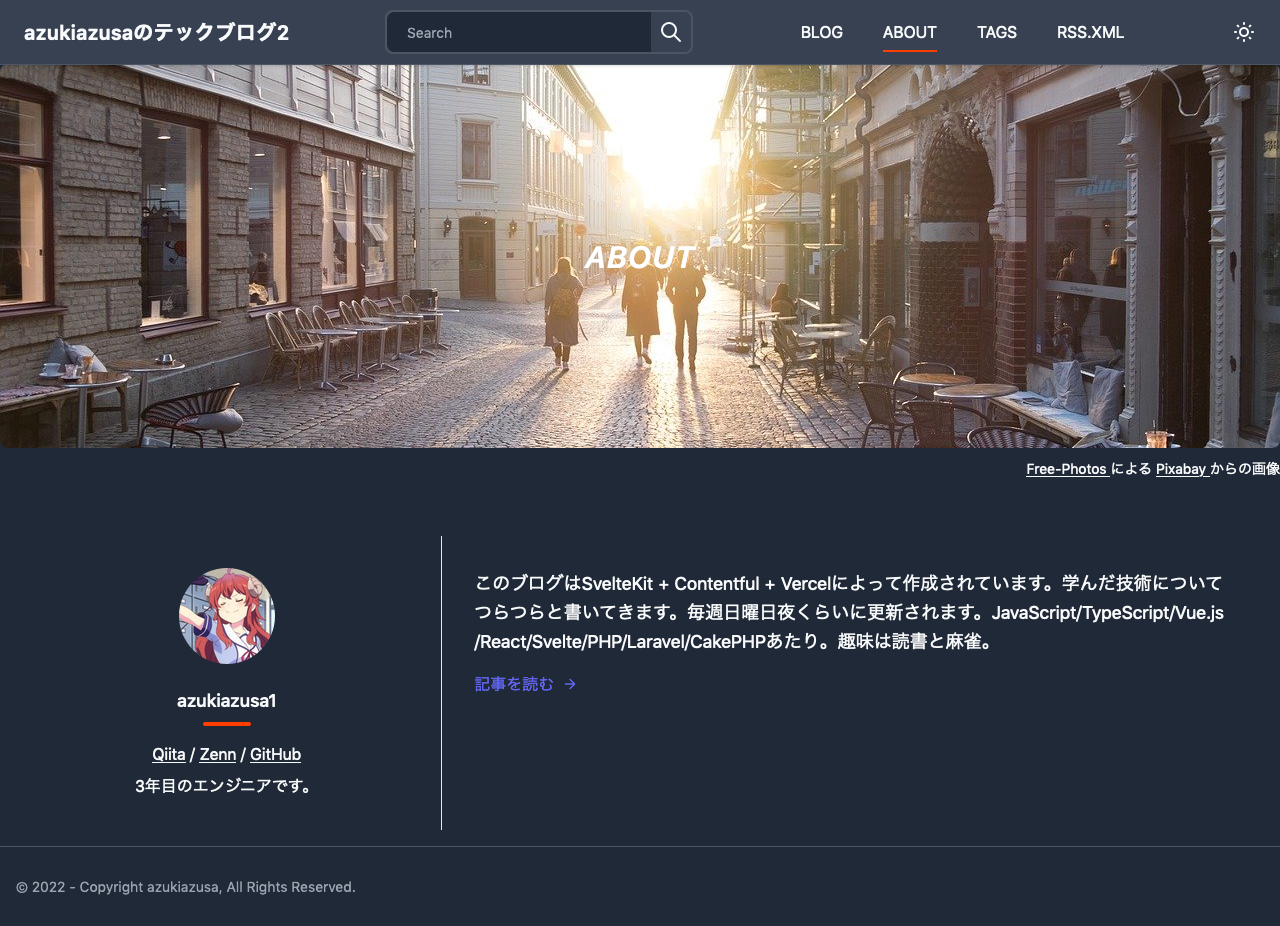 azukiazusaのテックブログ2
Search
BLOG ABOUT TAGS RSS.XML
ABOUT
Free-Photos による Pixabay からの画像
このブログはSvelteKit + Contentful + Vercelによって作成されています。学んだ技術について
つらつらと書いてきます。毎週日曜日夜くらいに更新されます。JavaScript/TypeScript/Vue.js
/React/Svelte/PHP/Laravel/CakePHPあたり。趣味は読書と麻雀。
記事を読む →
azukiazusa1
Qiita / Zenn / GitHub
3年目のエンジニアです。
© 2022 - Copyright azukiazusa, All Rights Reserved.